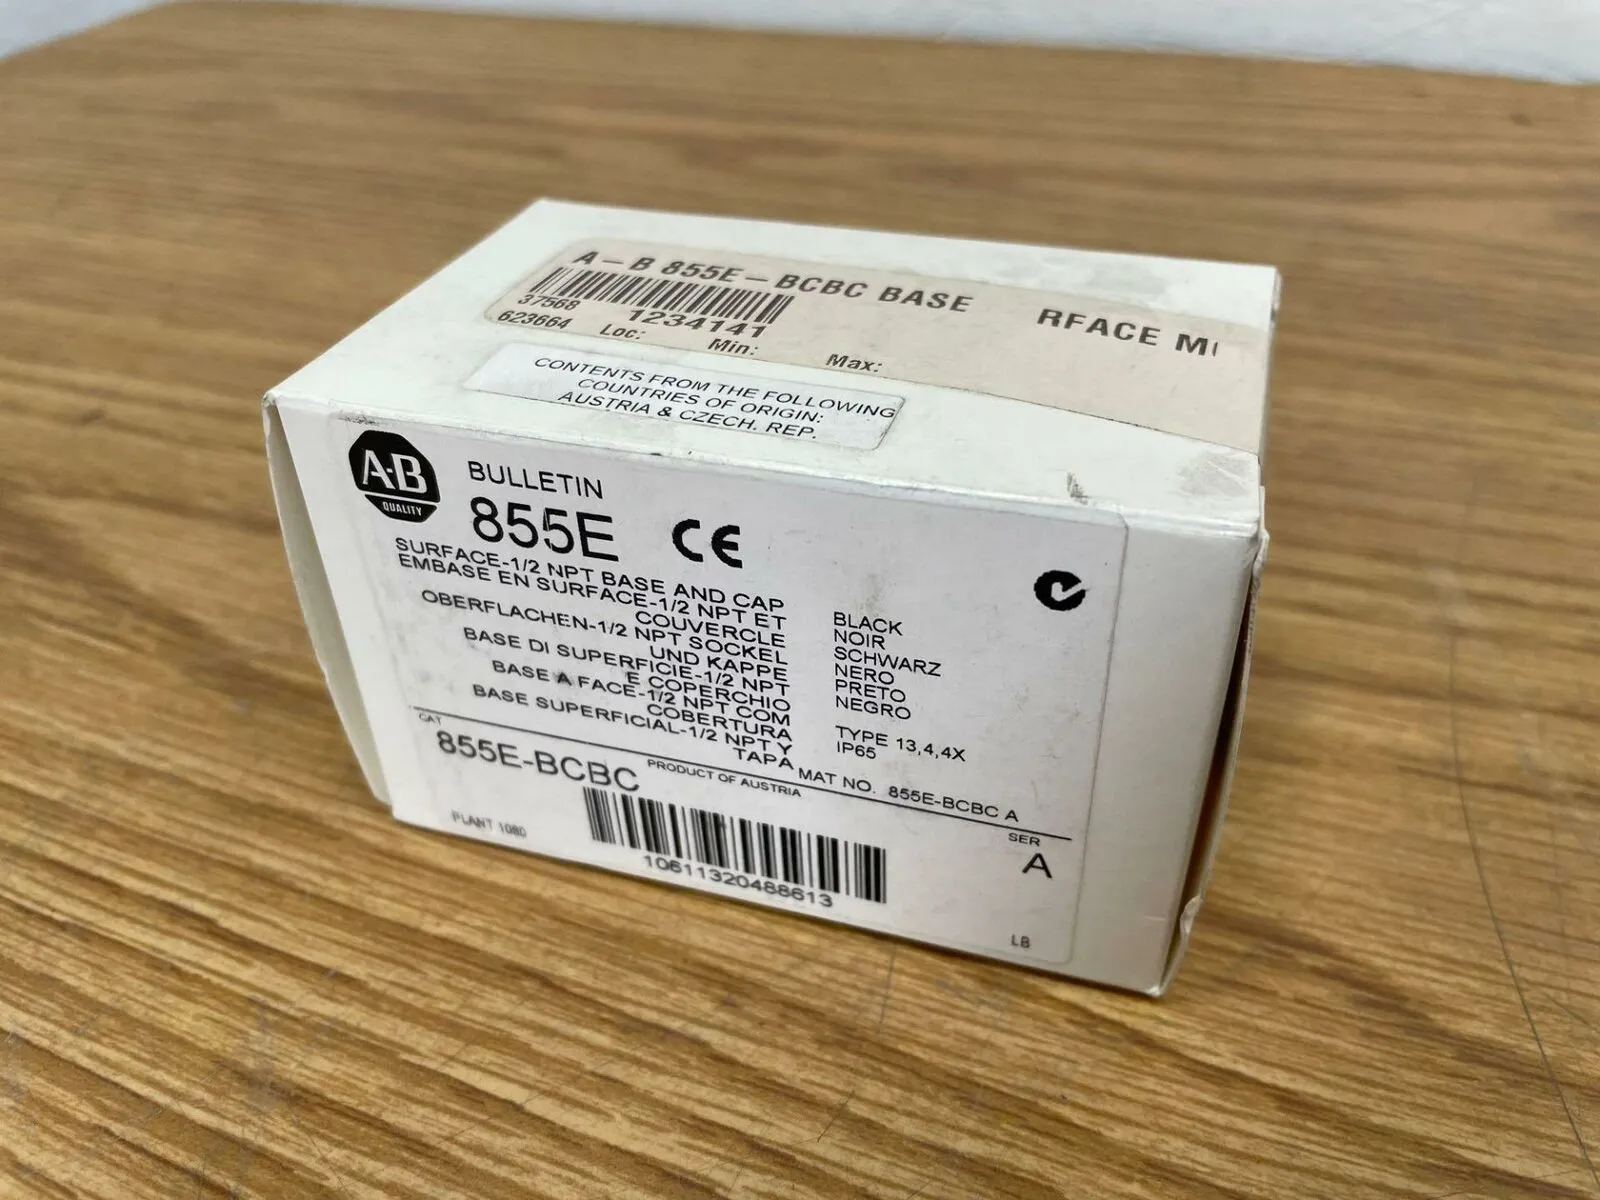 A-B 855E-BCBC BASE RFACE M
37568
1234141
623664 Loc: Min: Max:
CONTENTS FROM THE FOLLOWING
COUNTRIES OF ORIGIN:
AUSTRIA & CZECH. REP.
A-B
QUALITY
BULLETIN
855E CE
SURFACE-1/2 NPT BASE AND CAP
EMBASE EN SURFACE-1/2 NPT ET
COUVERCLE
OBERFLACHEN-1/2 NPT SOCKEL
UND KAPPE
BASE DI SUPERFICIE-1/2 NPT
E COPERCHIO
BASE A FACE-1/2 NPT COM
COBERTURA
BASE SUPERFICIAL-1/2 NPT Y
TAPA
BLACK
NOIR
SCHWARZ
NERO
PRETO
NEGRO
TYPE 13,4,4X
IP65
CAT
855E-BCBC
PRODUCT OF AUSTRIA
MAT NO. 855E-BCBC A
SER
A
PLANT 1080
10611320488613
LB